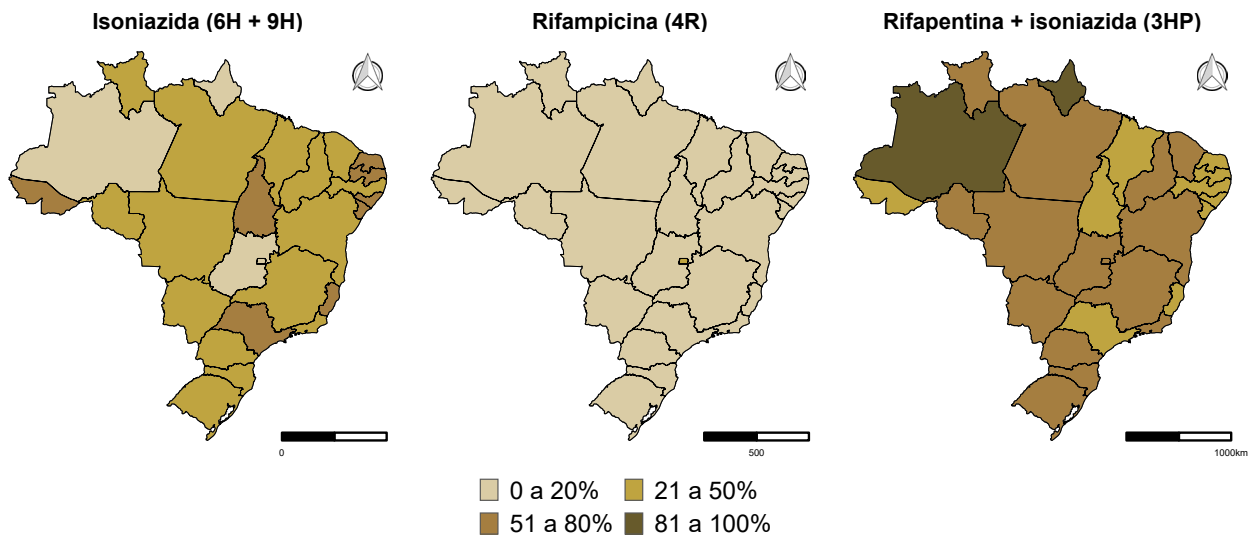 Isoniazida (6H + 9H)
Rifampicina (4R)
Rifapentina + isoniazida (3HP)
0
500
1000km
0 a 20%
21 a 50%
51 a 80%
81 a 100%